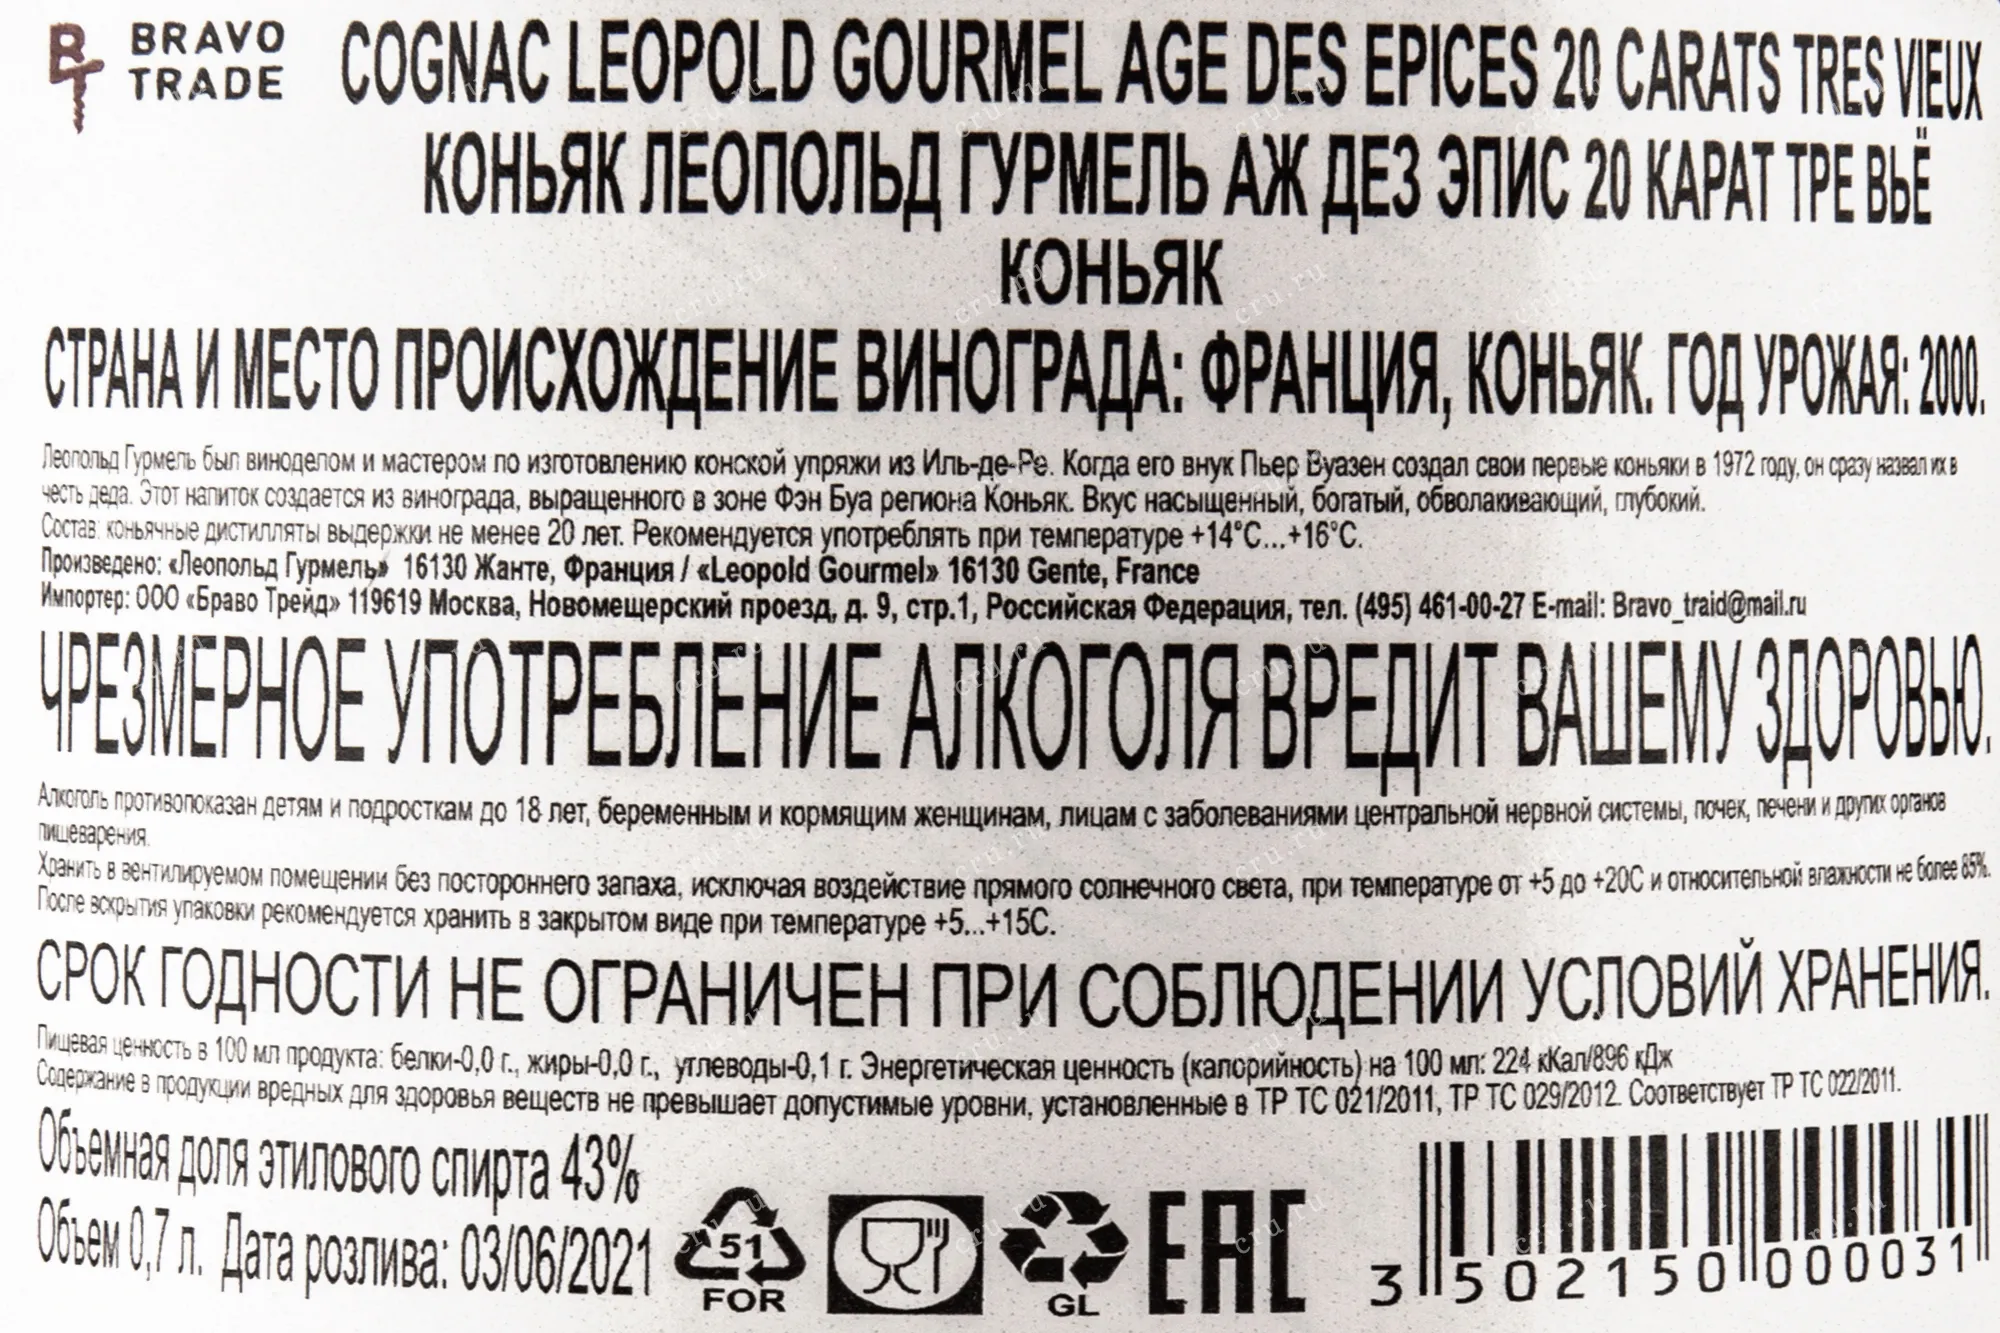 BRAVO
TRADE
COGNAC LEOPOLD GOURMEL AGE DES EPICES 20 CARATS TRES VIEUX
КОНЬЯК ЛЕОПОЛЬД ГУРМЕЛЬ АЖ ДЕЗ ЭПИС 20 КАРАТ ТРЕ ВЬЁ
КОНЬЯК
СТРАНА И МЕСТО ПРОИСХОЖДЕНИЕ ВИНОГРАДА: ФРАНЦИЯ, КОНЬЯК. ГОД УРОЖАЯ: 2000.
Леопольд Гурмель был виноделом и мастером по изготовлению конской упряжи из Иль-де-Ре. Когда его внук Пьер Вуазен создал свои первые коньяки в 1972 году, он сразу назвал их в
честь деда. Этот напиток создается из винограда, выращенного в зоне Фэн Буа региона Коньяк. Вкус насыщенный, богатый, обволакивающий, глубокий.
Состав: коньячные дистилляты выдержки не менее 20 лет. Рекомендуется употреблять при температуре +14°С...+16°С.
Произведено: «Леопольд Гурмель» 16130 Жанте, Франция / «Leopold Gourmel» 16130 Gente, France
Импортер: ООО «Браво Трейд» 119619 Москва, Новомещерский проезд, д. 9, стр.1, Российская Федерация, тел. (495) 461-00-27 E-mail: Bravo_traid@mail.ru
ЧРЕЗМЕРНОЕ УПОТРЕБЛЕНИЕ АЛКОГОЛЯ ВРЕДИТ ВАШЕМУ ЗДОРОВЬЮ.
Алкоголь противопоказан детям и подросткам до 18 лет, беременным и кормящим женщинам, лицам с заболеваниями центральной нервной системы, почек, печени и других органов
пищеварения.
Хранить в вентилируемом помещении без постороннего запаха, исключая воздействие прямого солнечного света, при температуре от +5 до +20С и относительной влажности не более 85%.
После вскрытия упаковки рекомендуется хранить в закрытом виде при температуре +5...+15С.
СРОК ГОДНОСТИ НЕ ОГРАНИЧЕН ПРИ СОБЛЮДЕНИИ УСЛОВИЙ ХРАНЕНИЯ.
Пищевая ценность в 100 мл продукта: белки-0,0 г., жиры-0,0 г., углеводы-0,1 г. Энергетическая ценность (калорийность) на 100 мл: 224 кКал/896 кДж
Содержание в продукции вредных для здоровья веществ не превышает допустимые уровни, установленные в ТР ТС 021/2011, ТР ТС 029/2012. Соответствует ТР ТС 022/2011.
Объемная доля этилового спирта 43%
Объем 0,7 л. Дата розлива: 03/06/2021
51
FOR
GL
EAC
3 502150 000031
cru.ru